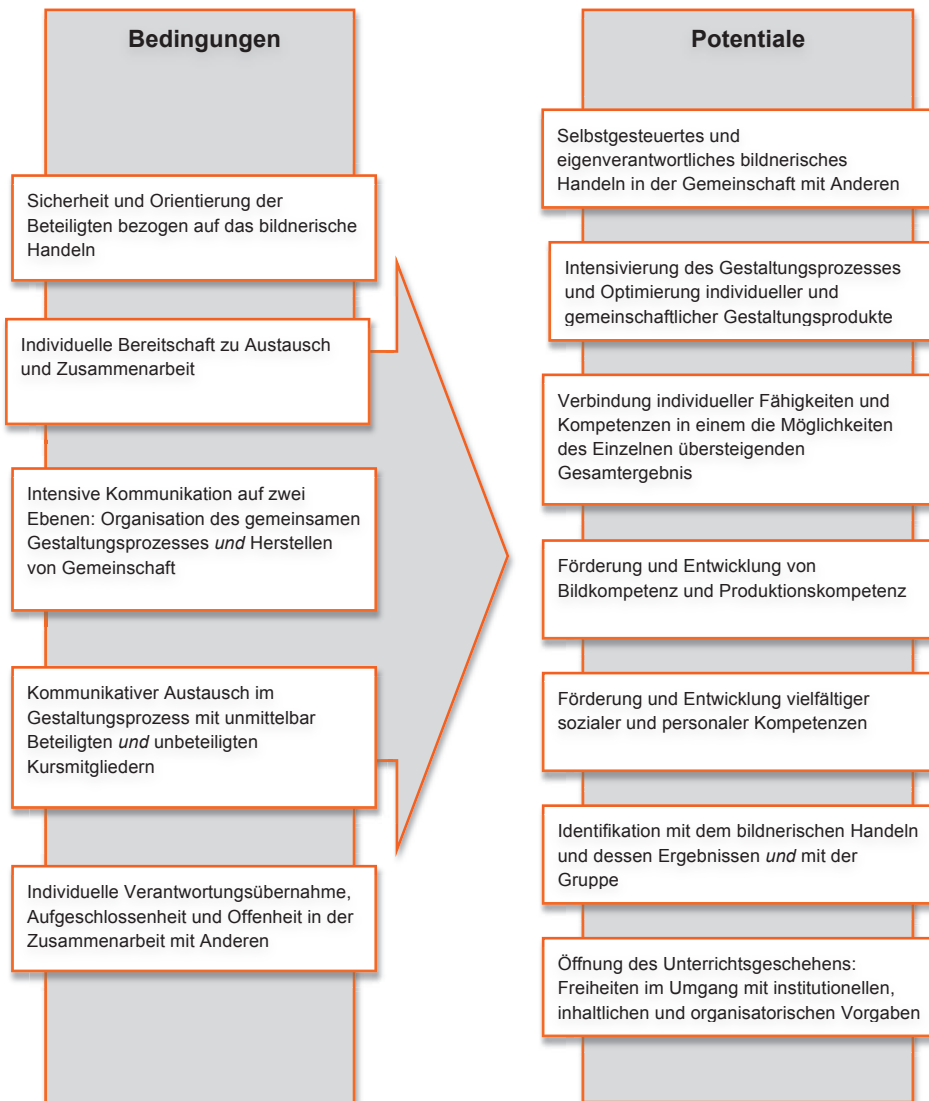 Bedingungen
Sicherheit und Orientierung der
Beteiligten bezogen auf das bildnerische
Handeln
Individuelle Bereitschaft zu Austausch
und Zusammenarbeit
Intensive Kommunikation auf zwei
Ebenen: Organisation des gemeinsamen
Gestaltungsprozesses und Herstellen
von Gemeinschaft
Kommunikativer Austausch im
Gestaltungsprozess mit unmittelbar
Beteiligten und unbeteiligten
Kursmitgliedern
Individuelle Verantwortungsübernahme,
Aufgeschlossenheit und Offenheit in der
Zusammenarbeit mit Anderen
Potentiale
Selbstgesteuertes und
eigenverantwortliches bildnerisches
Handeln in der Gemeinschaft mit Anderen
Intensivierung des Gestaltungsprozesses
und Optimierung individueller und
gemeinschaftlicher Gestaltungsprodukte
Verbindung individueller Fähigkeiten und
Kompetenzen in einem die Möglichkeiten
des Einzelnen übersteigenden
Gesamtergebnis
Förderung und Entwicklung von
Bildkompetenz und Produktionskompetenz
Förderung und Entwicklung vielfältiger
sozialer und personaler Kompetenzen
Identifikation mit dem bildnerischen Handeln
und dessen Ergebnissen und mit der
Gruppe
Öffnung des Unterrichtsgeschehens:
Freiheiten im Umgang mit institutionellen,
inhaltlichen und organisatorischen Vorgaben